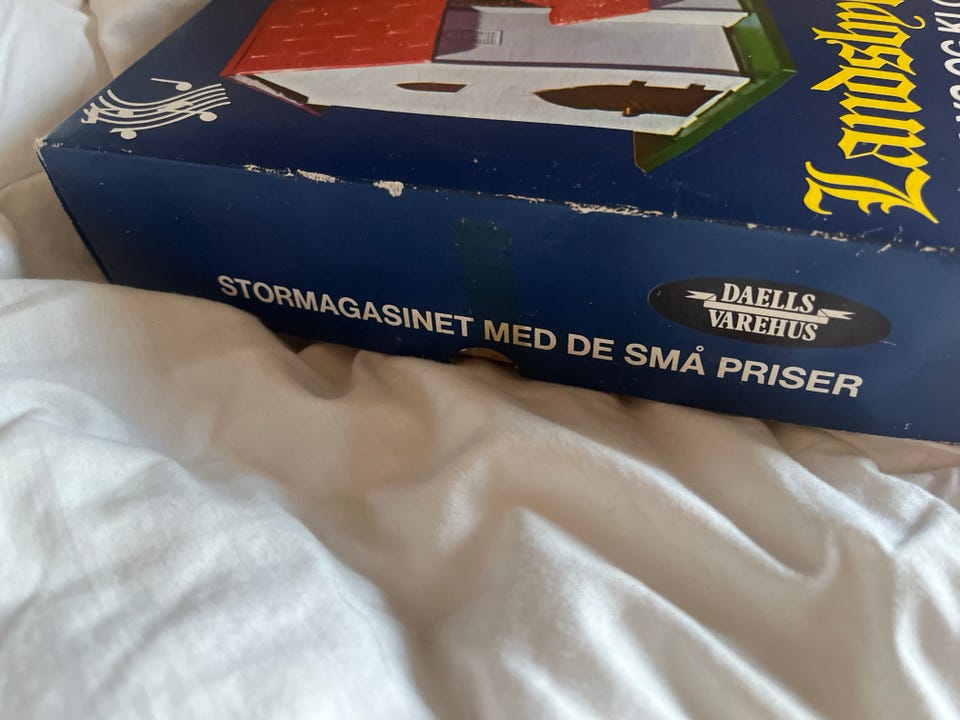 STORMAGASINET MED DE SMÅ PRISER
DAELLS
VAREHUS